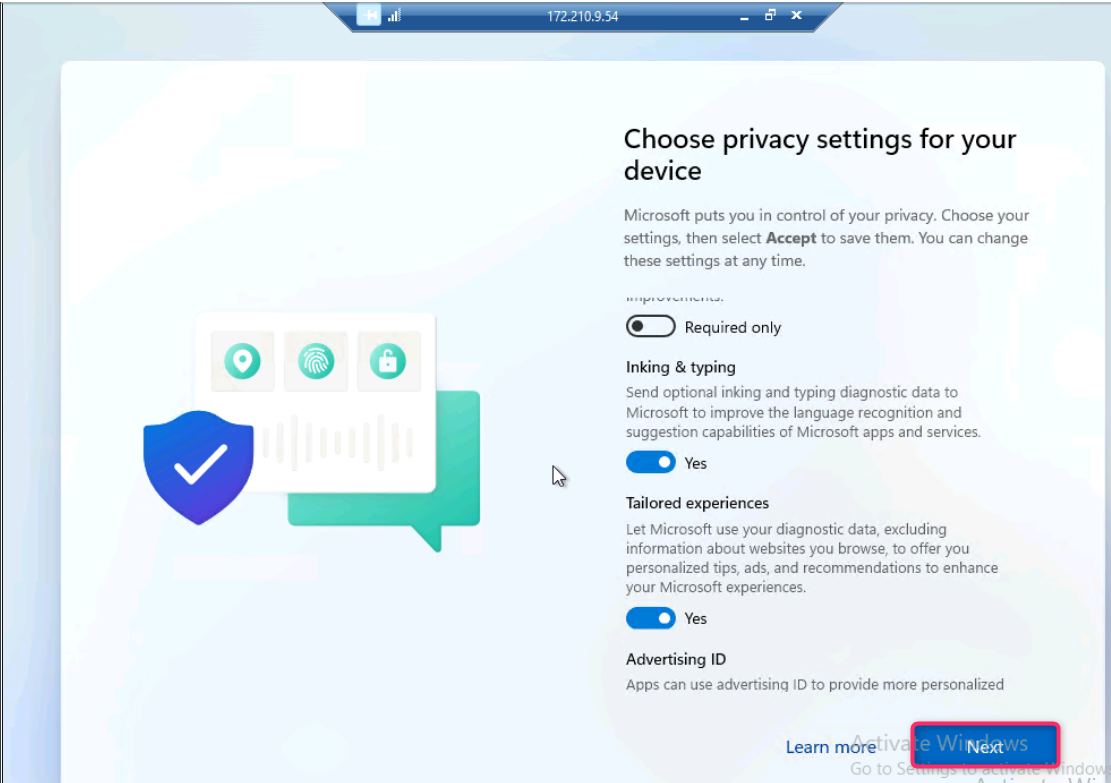 172.210.9.54
Choose privacy settings for your
device
Microsoft puts you in control of your privacy. Choose your
settings, then select Accept to save them. You can change
these settings at any time.
improvements.
Required only
Inking & typing
Send optional inking and typing diagnostic data to
Microsoft to improve the language recognition and
suggestion capabilities of Microsoft apps and services.
Yes
Tailored experiences
Let Microsoft use your diagnostic data, excluding
information about websites you browse, to offer you
personalized tips, ads, and recommendations to enhance
your Microsoft experiences.
Yes
Advertising ID
Apps can use advertising ID to provide more personalized
Learn more
Next
Activate Windows
Go to Settings to activate Window